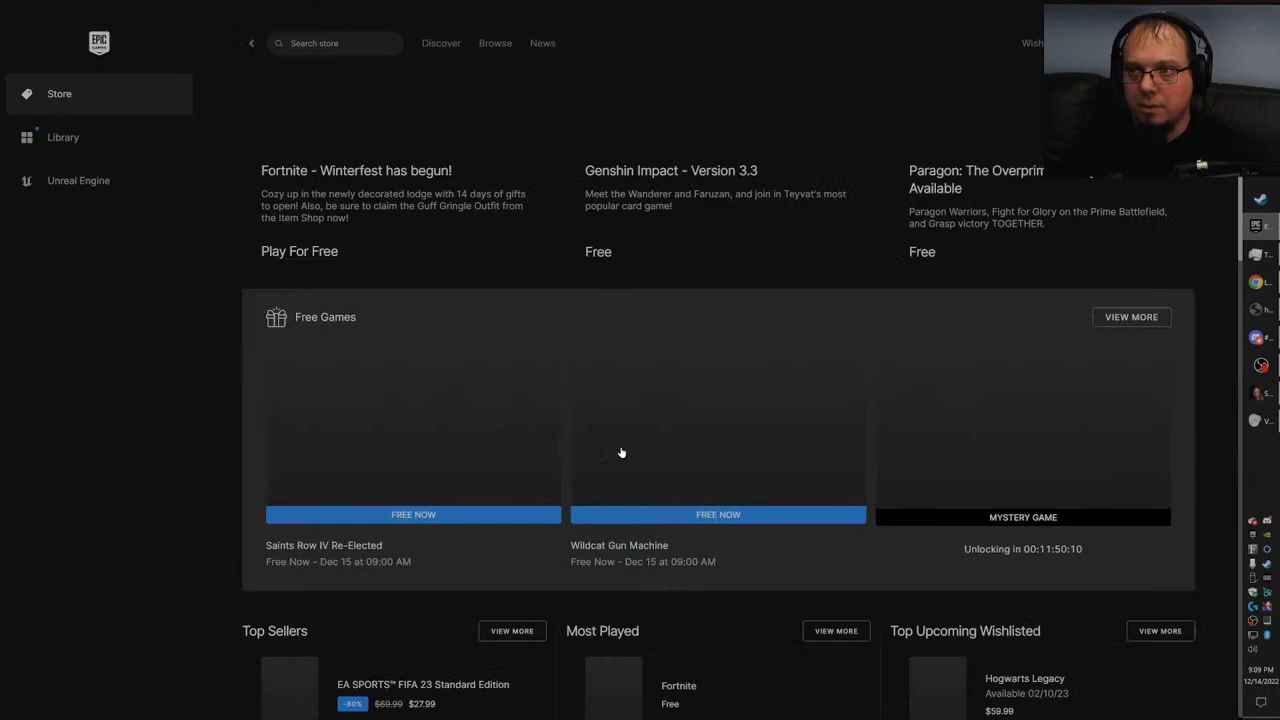 EPIC
GAMES
Search store
Discover
Browse
News
Wish
Store
Library
Unreal Engine
Fortnite - Winterfest has begun!
Cozy up in the newly decorated lodge with 14 days of gifts
to open! Also, be sure to claim the Guff Gringle Outfit from
the Item Shop now!
Play For Free
Genshin Impact - Version 3.3
Meet the Wanderer and Faruzan, and join in Teyvat's most
popular card game!
Free
Paragon: The Overprim
Available
Paragon Warriors, Fight for Glory on the Prime Battlefield,
and Grasp victory TOGETHER.
Free
Free Games
VIEW MORE
FREE NOW
Saints Row IV Re-Elected
Free Now - Dec 15 at 09:00 AM
FREE NOW
Wildcat Gun Machine
Free Now - Dec 15 at 09:00 AM
MYSTERY GAME
Unlocking in 00:11:50:10
Top Sellers
VIEW MORE
EA SPORTS™ FIFA 23 Standard Edition
-60% $69.99 $27.99
Most Played
VIEW MORE
Fortnite
Free
Top Upcoming Wishlisted
VIEW MORE
Hogwarts Legacy
Available 02/10/23
$59.99
E...
T...
L...
h...
#...
S...
V...
9:09 PM
12/14/2022